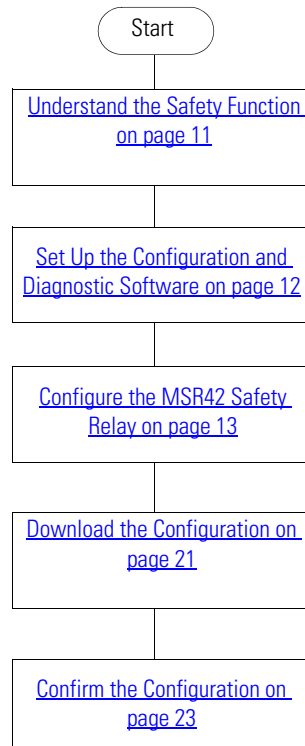 Start
Understand the Safety Function
on page 11
Set Up the Configuration and
Diagnostic Software on page 12
Configure the MSR42 Safety
Relay on page 13
Download the Configuration on
page 21
Confirm the Configuration on
page 23